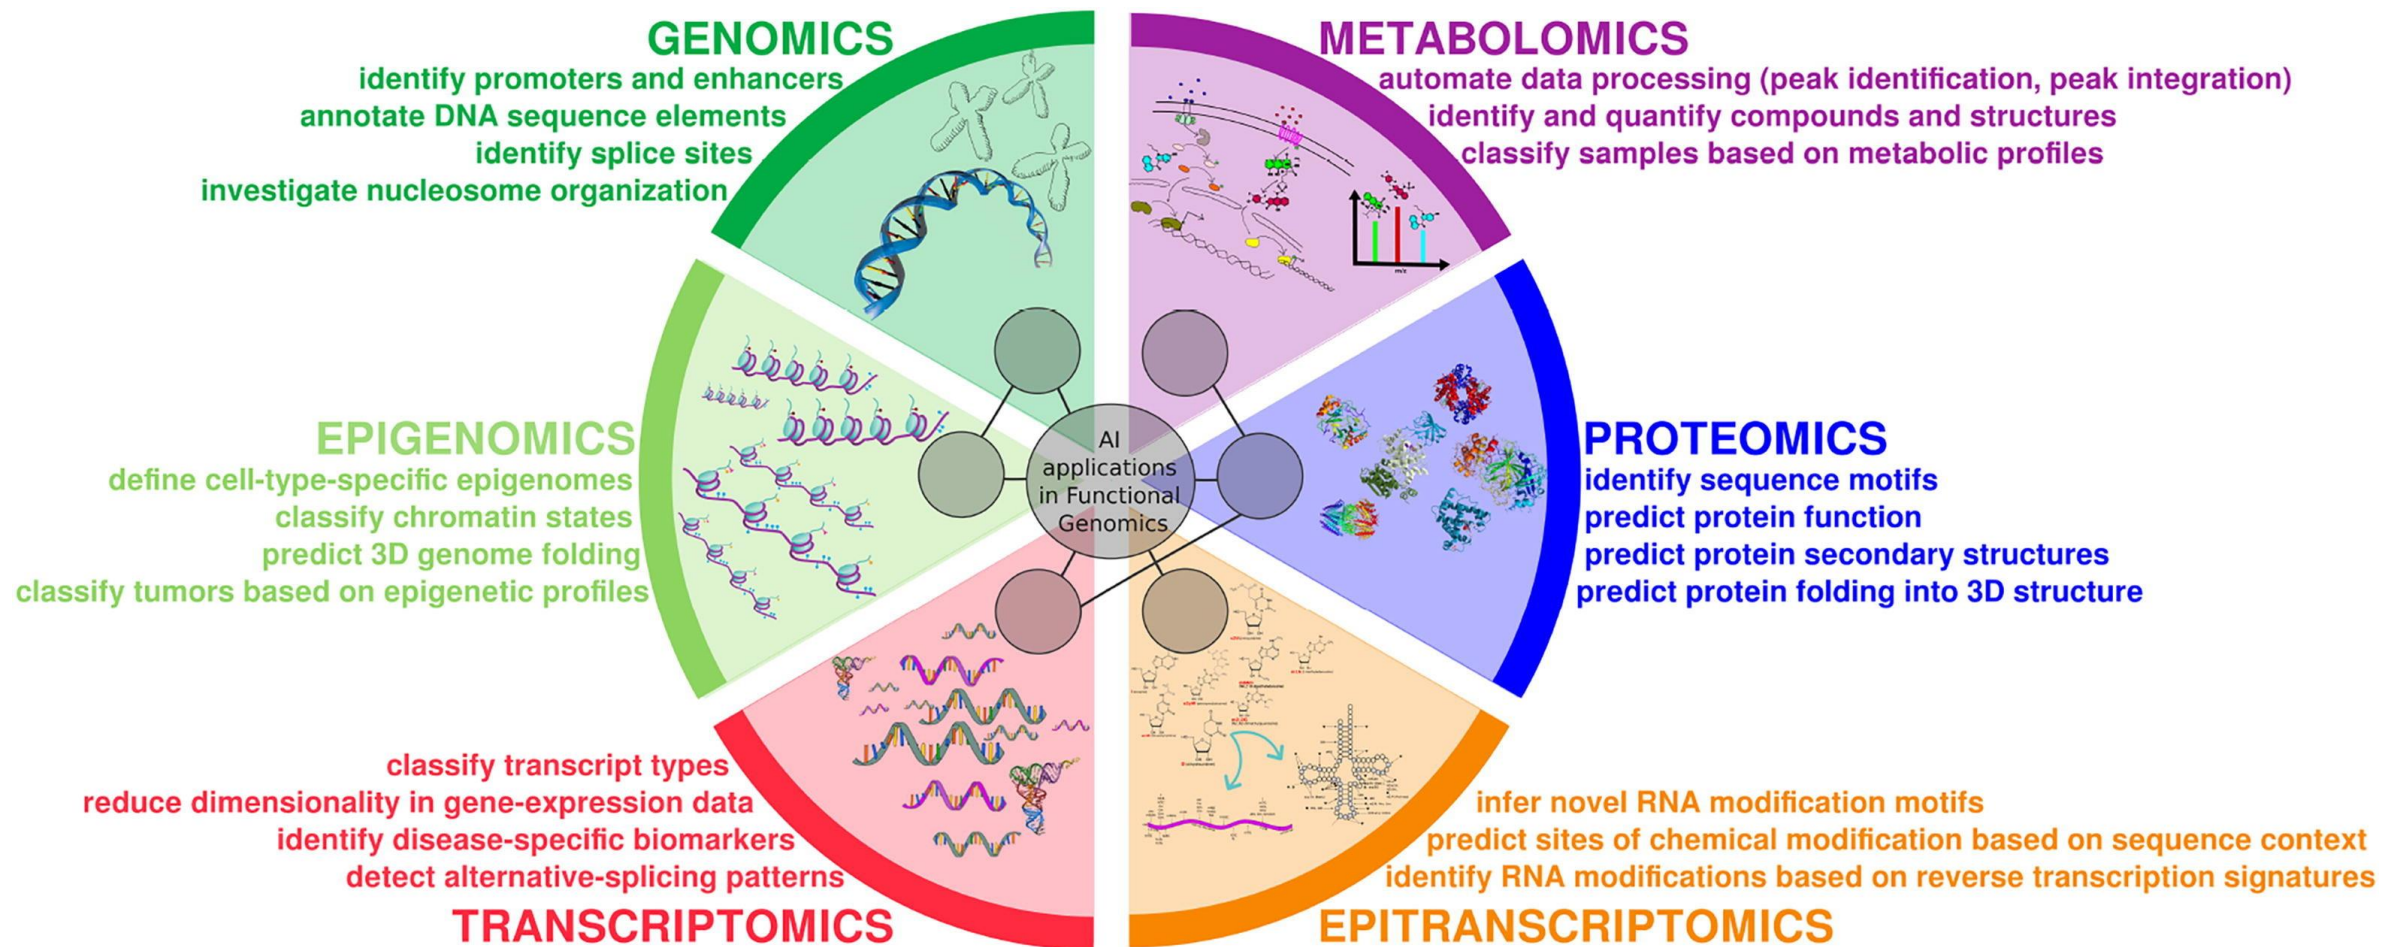 GENOMICS
identify promoters and enhancers
annotate DNA sequence elements
identify splice sites
investigate nucleosome organization
METABOLOMICS
automate data processing (peak identification, peak integration)
identify and quantify compounds and structures
classify samples based on metabolic profiles
m/z
EPIGENOMICS
define cell-type-specific epigenomes
classify chromatin states
predict 3D genome folding
classify tumors based on epigenetic profiles
AI
applications
in Functional
Genomics
PROTEOMICS
identify sequence motifs
predict protein function
predict protein secondary structures
predict protein folding into 3D structure
classify transcript types
reduce dimensionality in gene-expression data
identify disease-specific biomarkers
detect alternative-splicing patterns
TRANSCRIPTOMICS
infer novel RNA modification motifs
predict sites of chemical modification based on sequence context
identify RNA modifications based on reverse transcription signatures
EPITRANSCRIPTOMICS